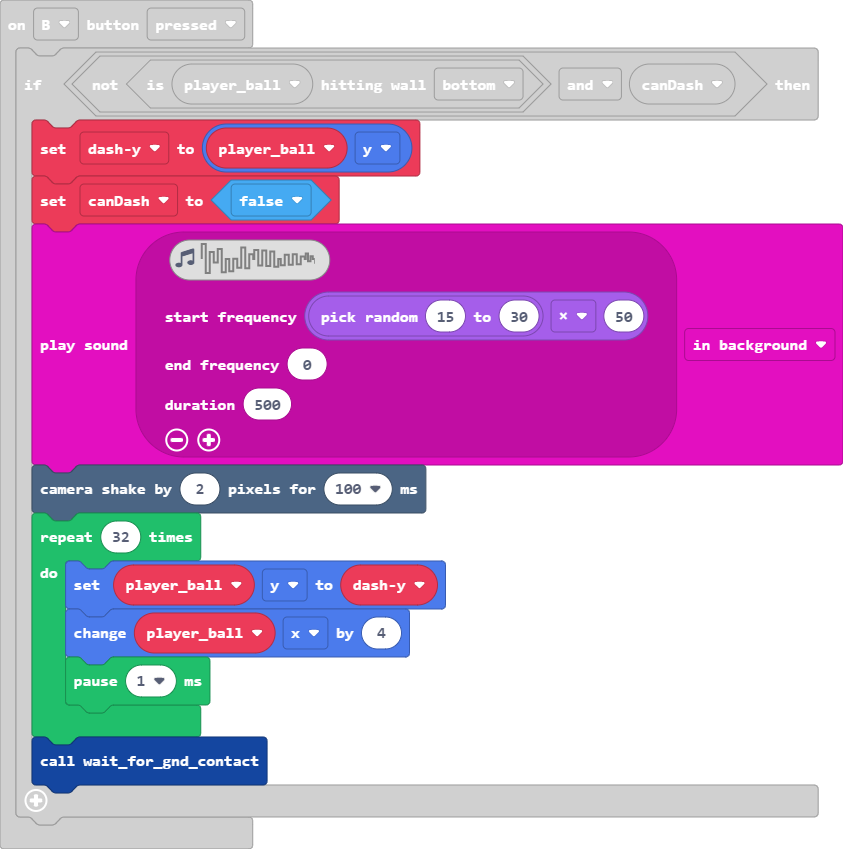 on B button pressed
if not is player_ball hitting wall bottom and canDash then
set dash-y to player_ball y
set canDash to false
start frequency pick random 15 to 30 × 50
play sound in background
end frequency 0
duration 500
camera shake by 2 pixels for 100 ms
repeat 32 times
do
set player_ball y to dash-y
change player_ball x by 4
pause 1 ms
call wait_for_gnd_contact